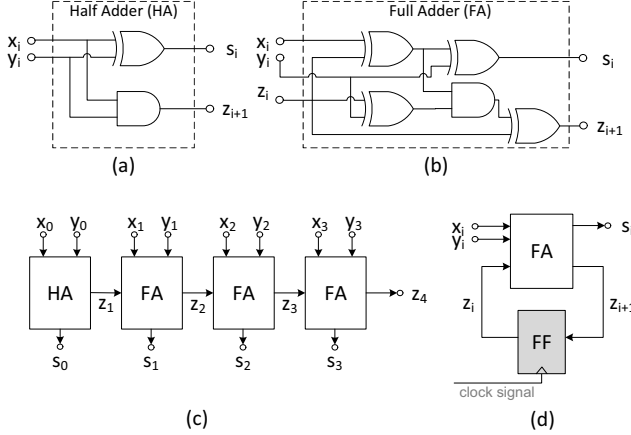 Half Adder (HA)
xᵢ
yᵢ
sᵢ
zᵢ₊₁
(a)
Full Adder (FA)
xᵢ
yᵢ
zᵢ
sᵢ
zᵢ₊₁
(b)
x₀ y₀ x₁ y₁ x₂ y₂ x₃ y₃
HA z₁ FA z₂ FA z₃ FA z₄
s₀ s₁ s₂ s₃
(c)
xᵢ
yᵢ
FA
sᵢ
zᵢ
zᵢ₊₁
FF
clock signal
(d)